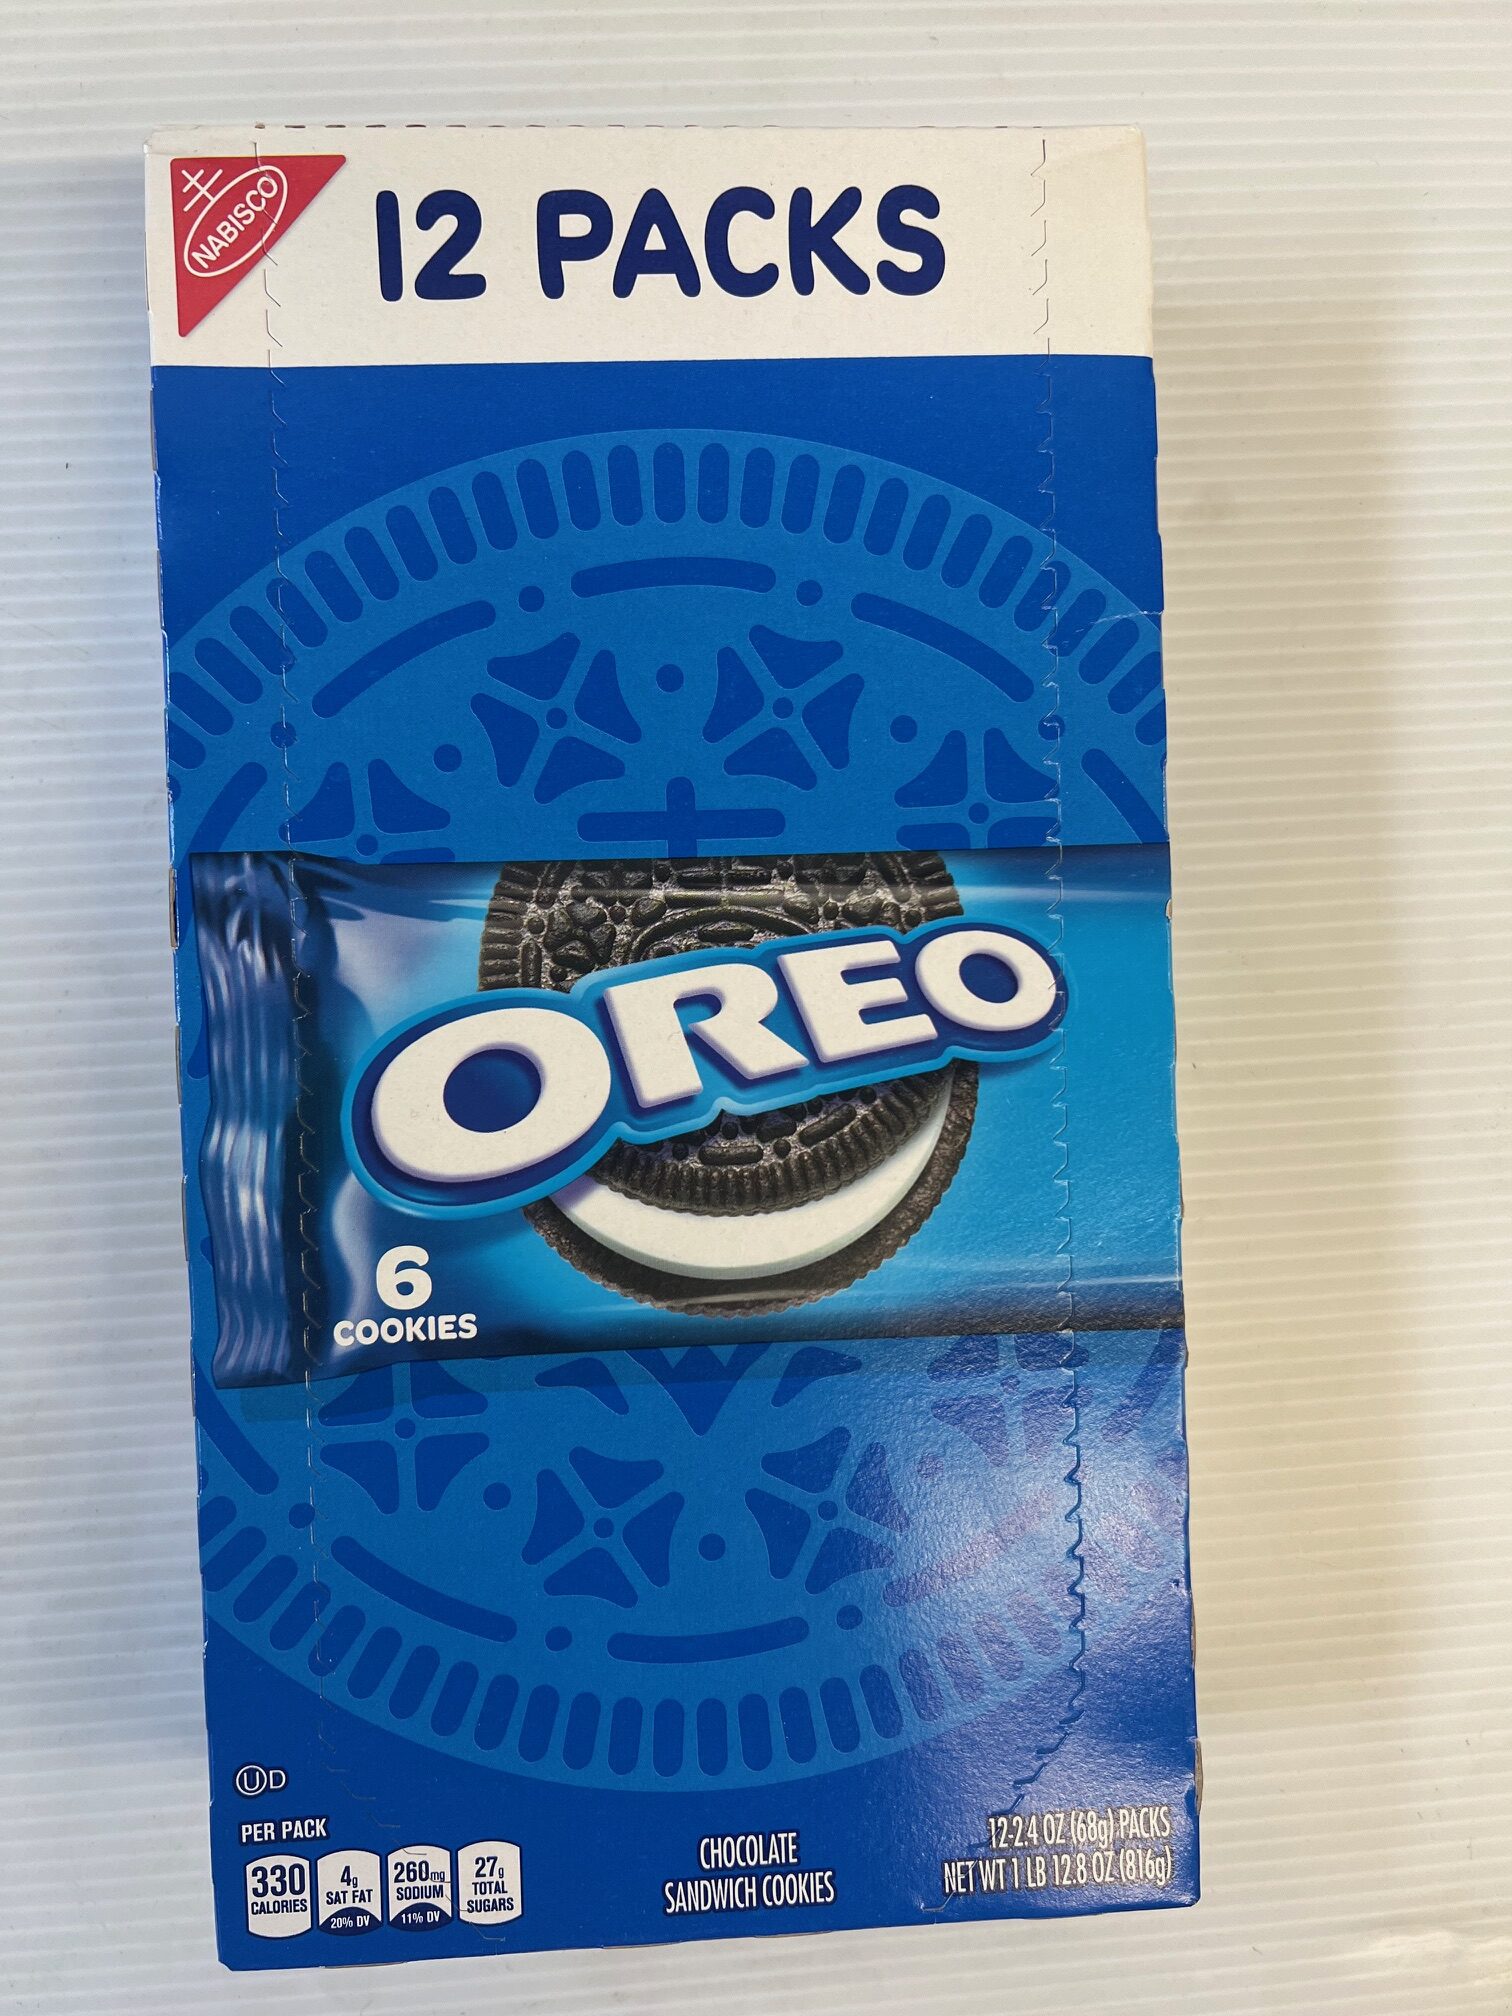 NABISCO
12 PACKS
OREO
6
COOKIES
UD
PER PACK
330
CALORIES
4g
SAT FAT
20% DV
260mg
SODIUM
11% DV
27g
TOTAL
SUGARS
CHOCOLATE
SANDWICH COOKIES
12-2.4 OZ (68g) PACKS
NET WT 1 LB 12.8 OZ (816g)